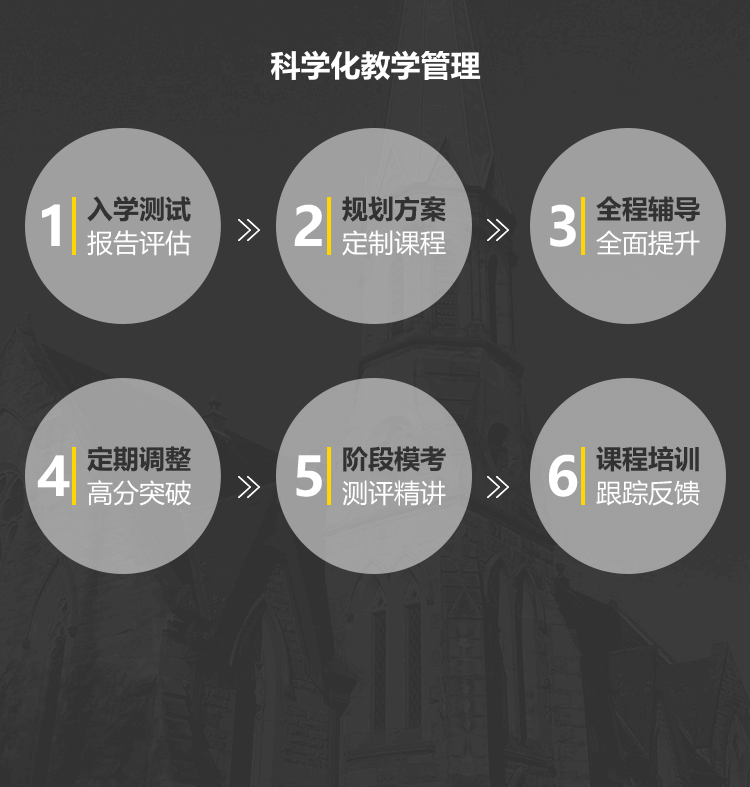 科学化教学管理
1
入学测试
报告评估
2
规划方案
定制课程
3
全程辅导
全面提升
4
定期调整
高分突破
5
阶段模考
测评精讲
6
课程培训
跟踪反馈